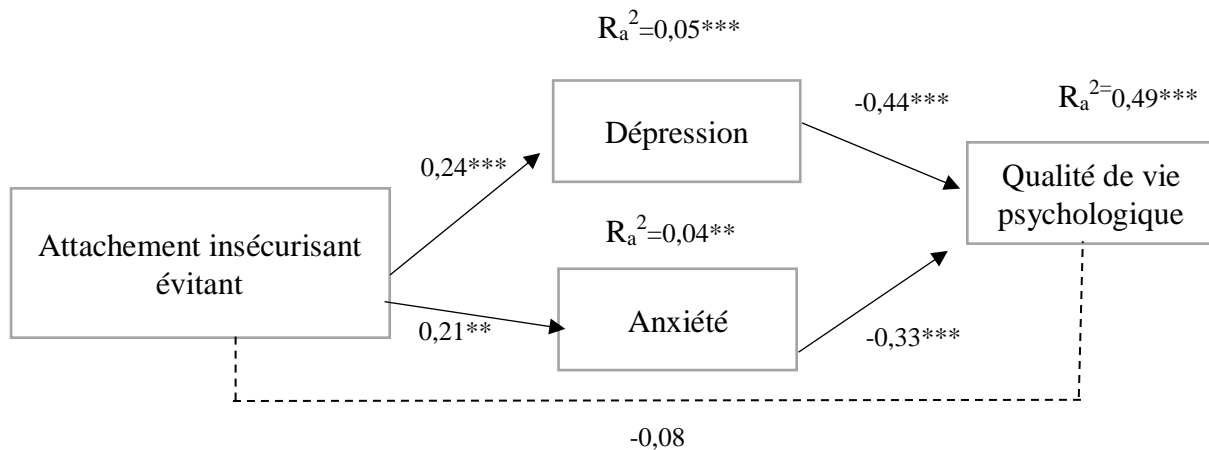 Ra²=0,05***
-0,44***
Ra²=0,49***
Dépression
0,24***
Qualité de vie
psychologique
Attachement insécurisant
évitant
Ra²=0,04**
0,21**
Anxiété
-0,33***
-0,08